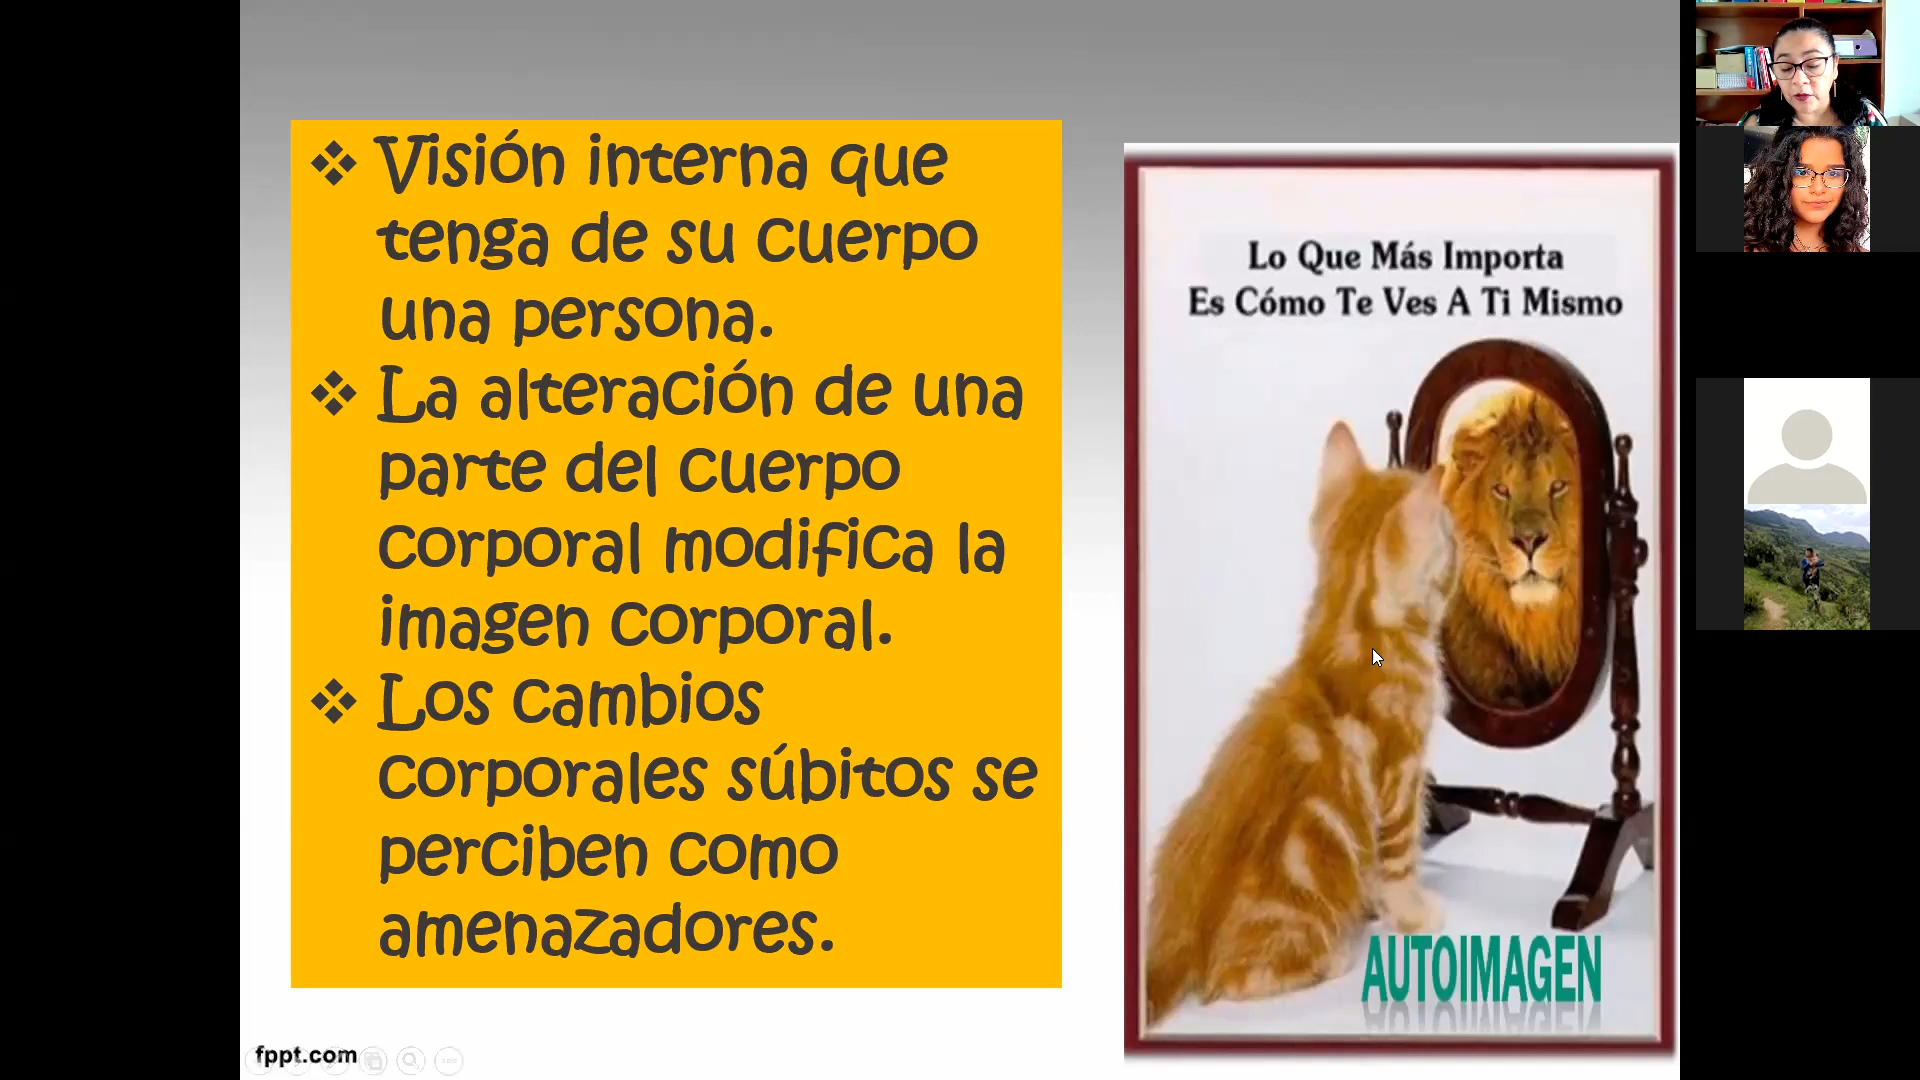 Visión interna que
tenga de su cuerpo
una persona.
La alteración de una
parte del cuerpo
corporal modifica la
imagen corporal.
Los cambios
corporales súbitos se
perciben como
amenazadores.
Lo Que Más Importa
Es Cómo Te Ves A Ti Mismo
AUTOIMAGEN
fppt.com